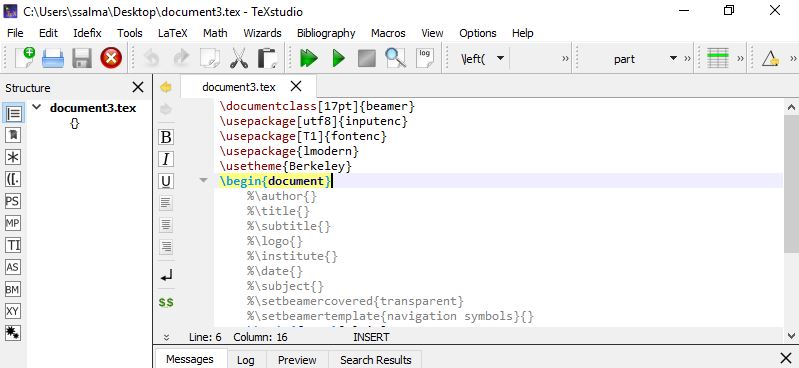 C:\Users\ssalma\Desktop\document3.tex - TeXstudio
File Edit Idefix Tools LaTeX Math Wizards Bibliography Macros View Options Help
log \left( part
Structure
document3.tex
document3.tex
{}
([.
PS
MP
TI
AS
BM
XY
B
I
U
$$
\documentclass[17pt]{beamer}
\usepackage[utf8]{inputenc}
\usepackage[T1]{fontenc}
\usepackage{lmodern}
\usetheme{Berkeley}
\begin{document}
%\author{}
%\title{}
%\subtitle{}
%\logo{}
%\institute{}
%\date{}
%\subject{}
%\setbeamercovered{transparent}
%\setbeamertemplate{navigation symbols}{}
Line: 6 Column: 16 INSERT
Messages Log Preview Search Results